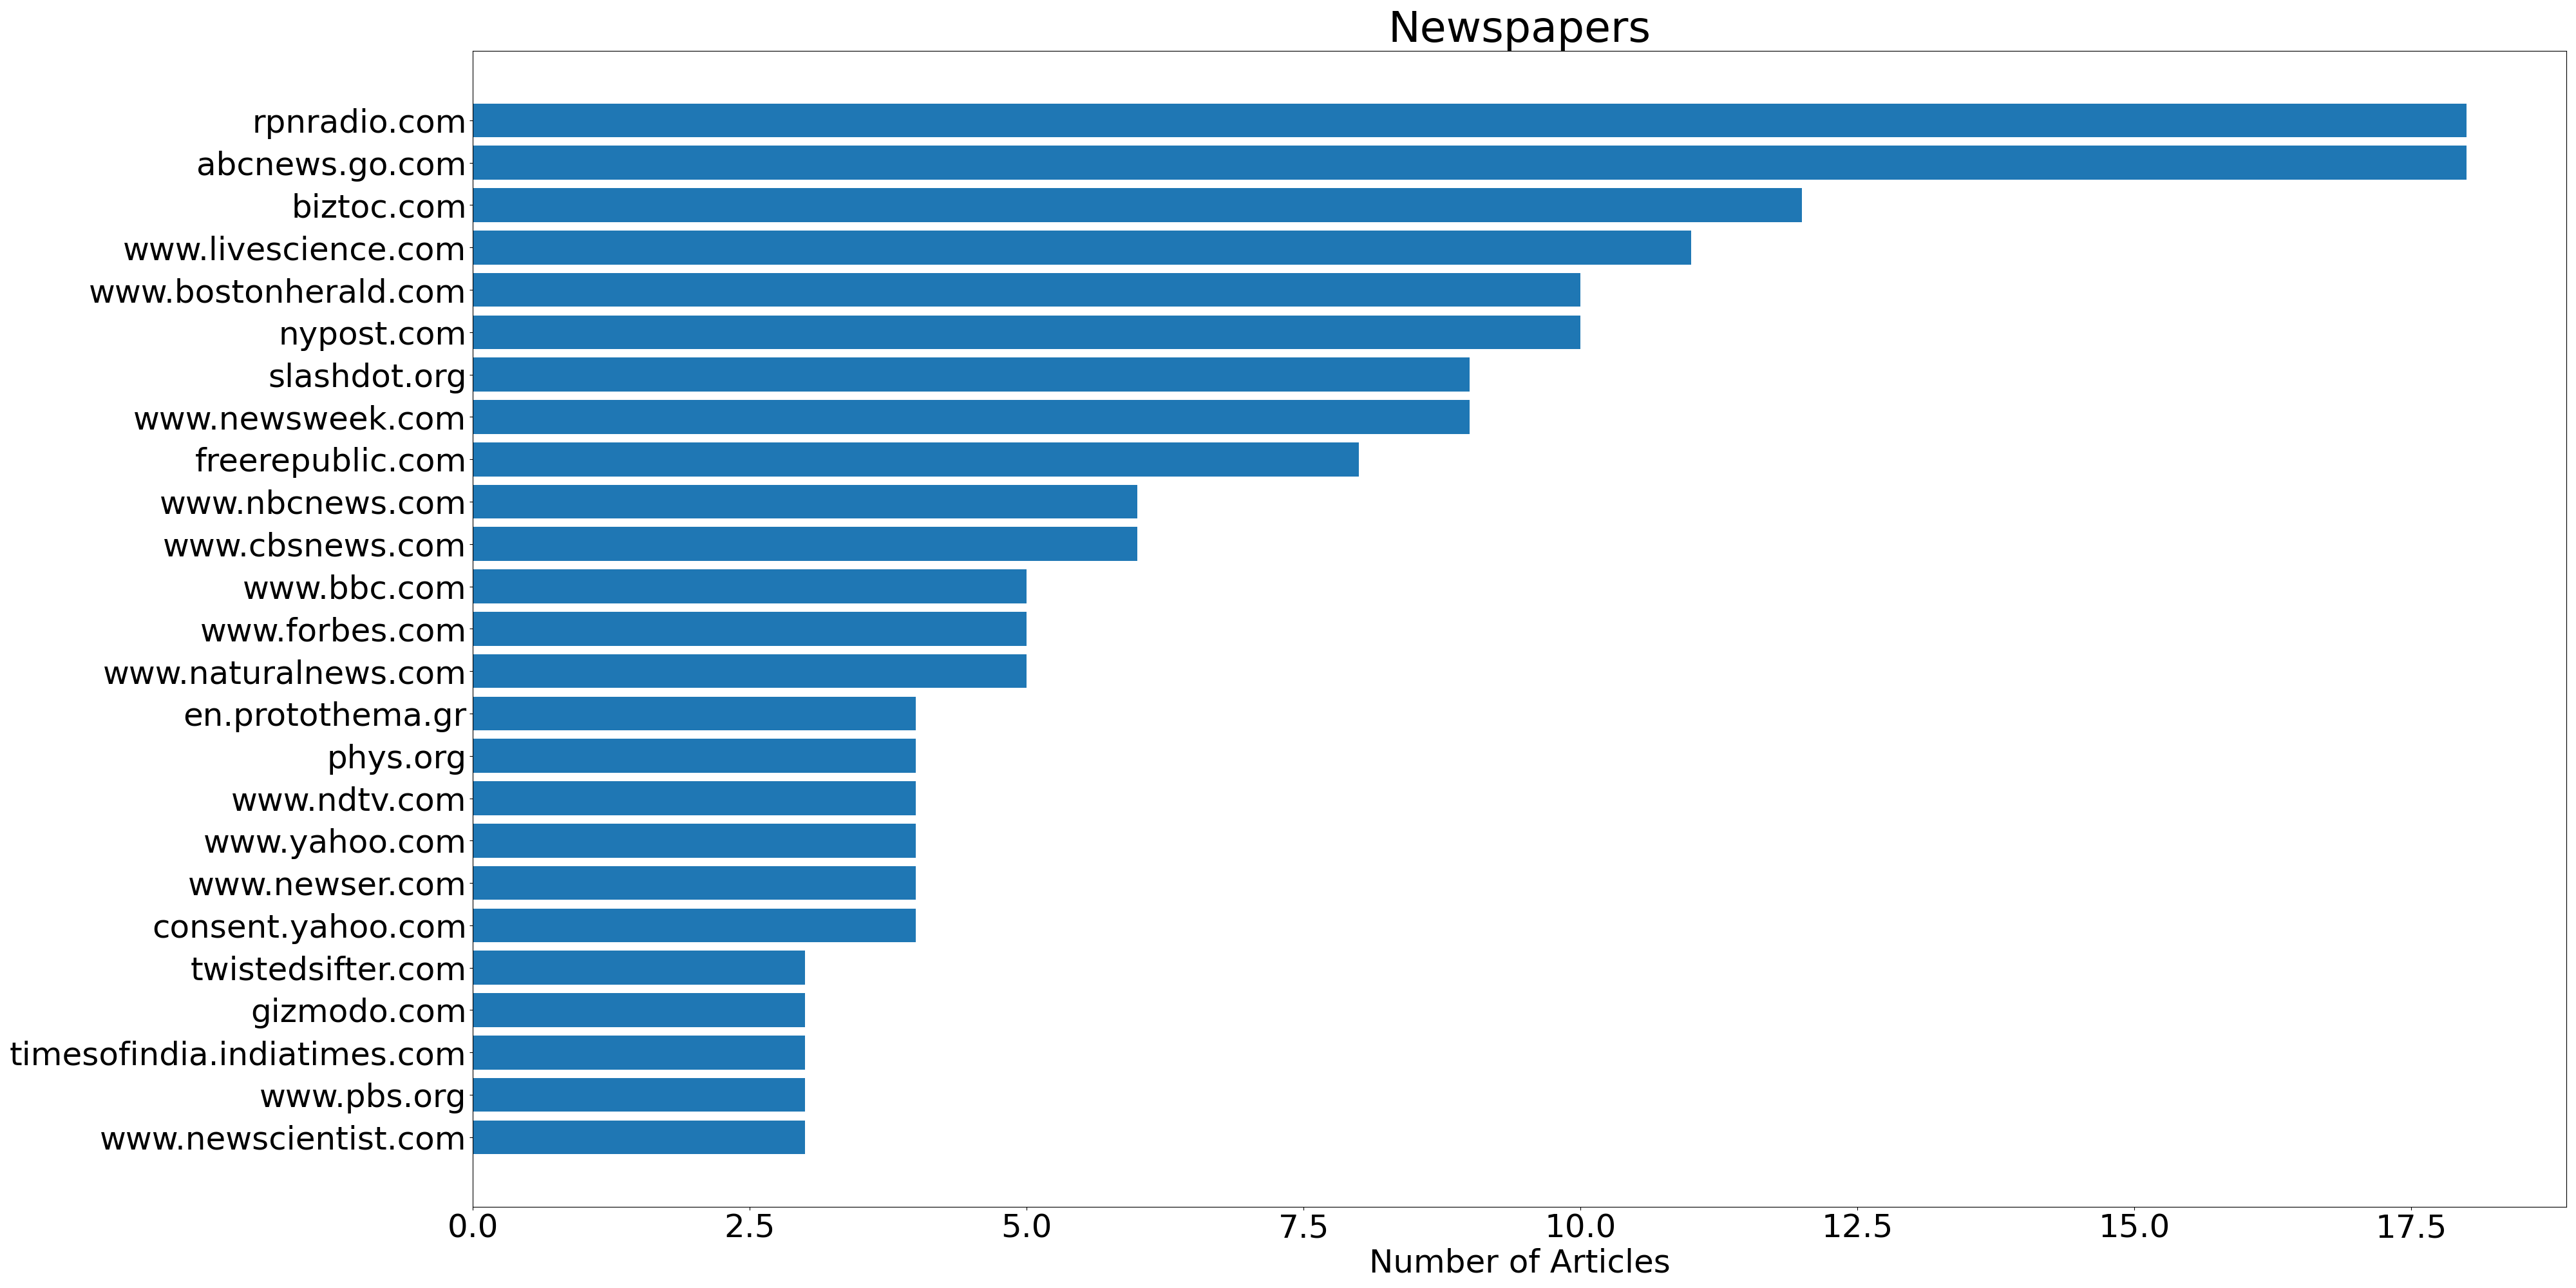 Newspapers
rpnradio.com
abcnews.go.com
biztoc.com
www.livescience.com
www.bostonherald.com
nypost.com
slashdot.org
www.newsweek.com
freerepublic.com
www.nbcnews.com
www.cbsnews.com
www.bbc.com
www.forbes.com
www.naturalnews.com
en.protothema.gr
phys.org
www.ndtv.com
www.yahoo.com
www.newser.com
consent.yahoo.com
twistedsifter.com
gizmodo.com
timesofindia.indiatimes.com
www.pbs.org
www.newscientist.com
0.0 2.5 5.0 7.5 10.0 12.5 15.0 17.5
Number of Articles